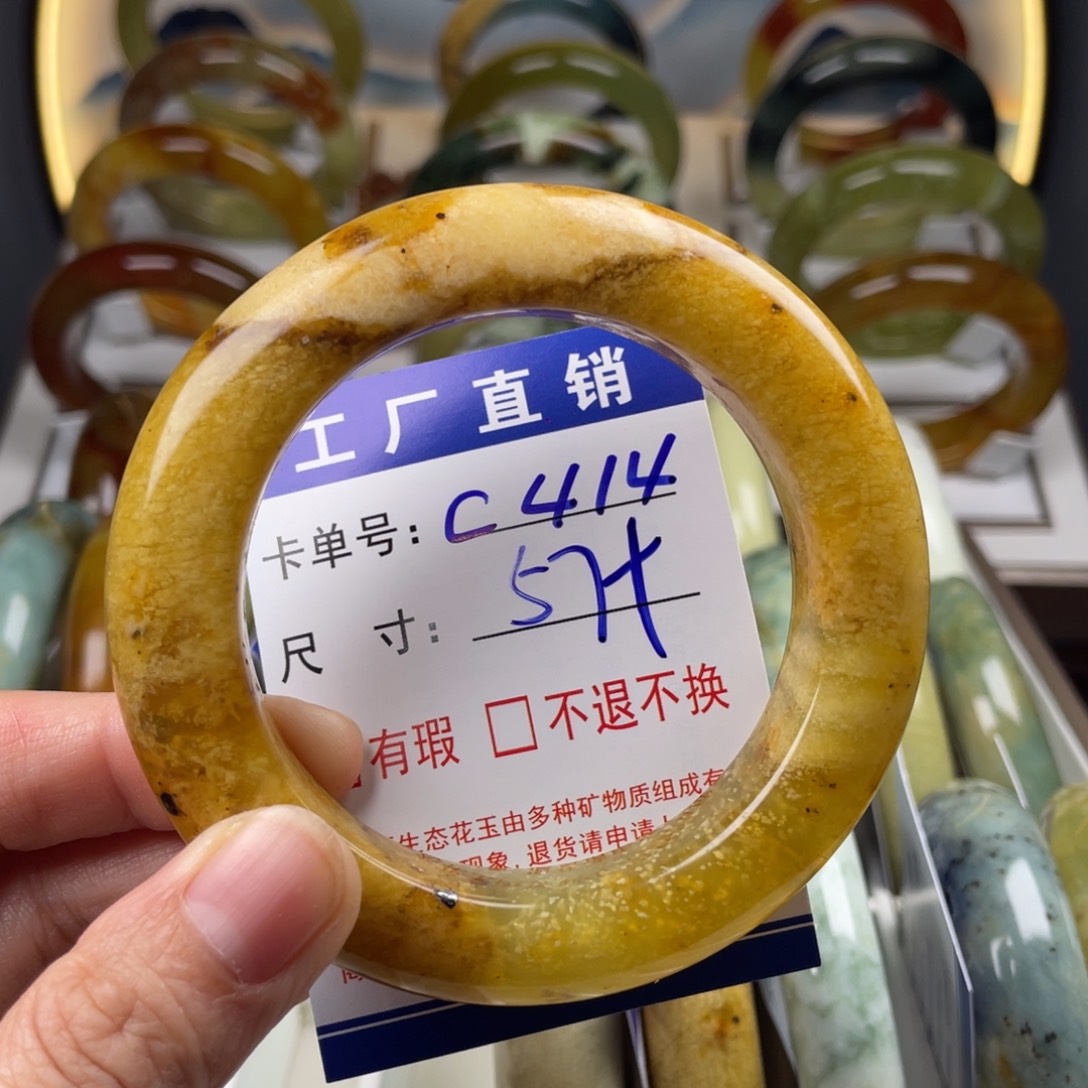 工厂直销
卡单号: C414
尺 寸: 57
有瑕 □不退不换
生态花玉由多种矿物质组成有
现象,退货请申请